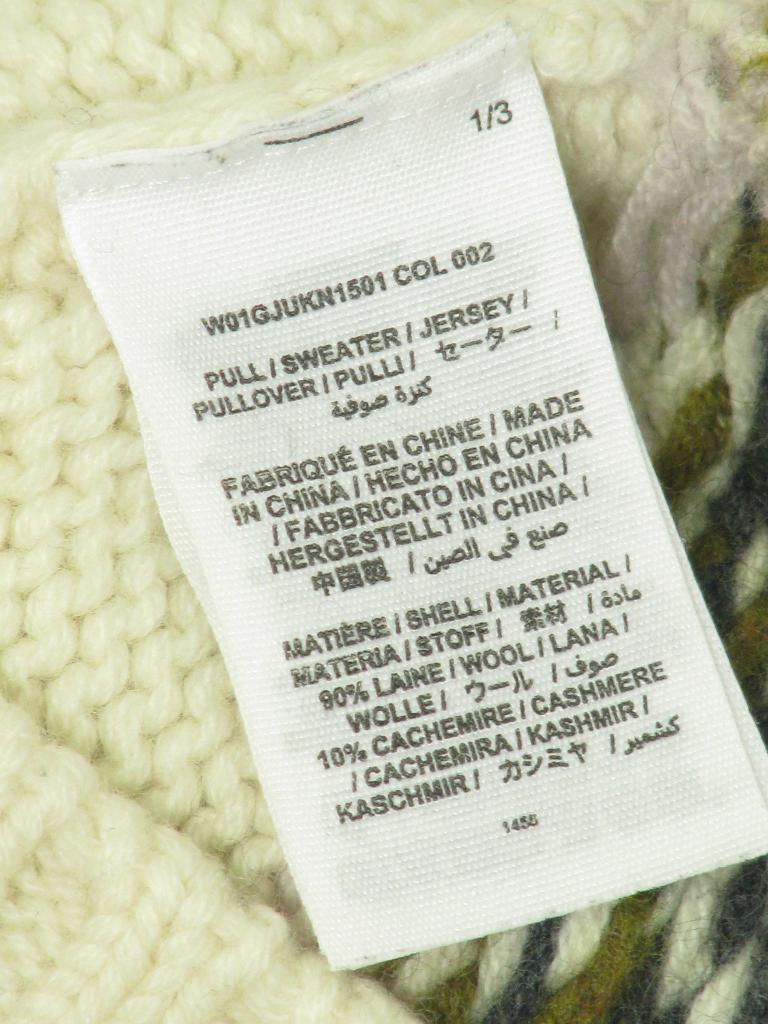 1/3
W01GJUKN1501 COL 002
PULL / SWEATER / JERSEY /
PULLOVER / PULLI / セーター /
كنزة صوفية
FABRIQUÉ EN CHINE / MADE
IN CHINA / HECHO EN CHINA
/ FABBRICATO IN CINA /
HERGESTELLT IN CHINA /
中国製 / صنع في الصين
MATIÈRE / SHELL / MATERIAL /
MATERIA / STOFF / 素材 / مادة
90% LAINE / WOOL / LANA /
WOLLE / ウール / صوف
10% CACHEMIRE / CASHMERE
/ CACHEMIRA / KASHMIR /
KASCHMIR / カシミヤ / كشمير